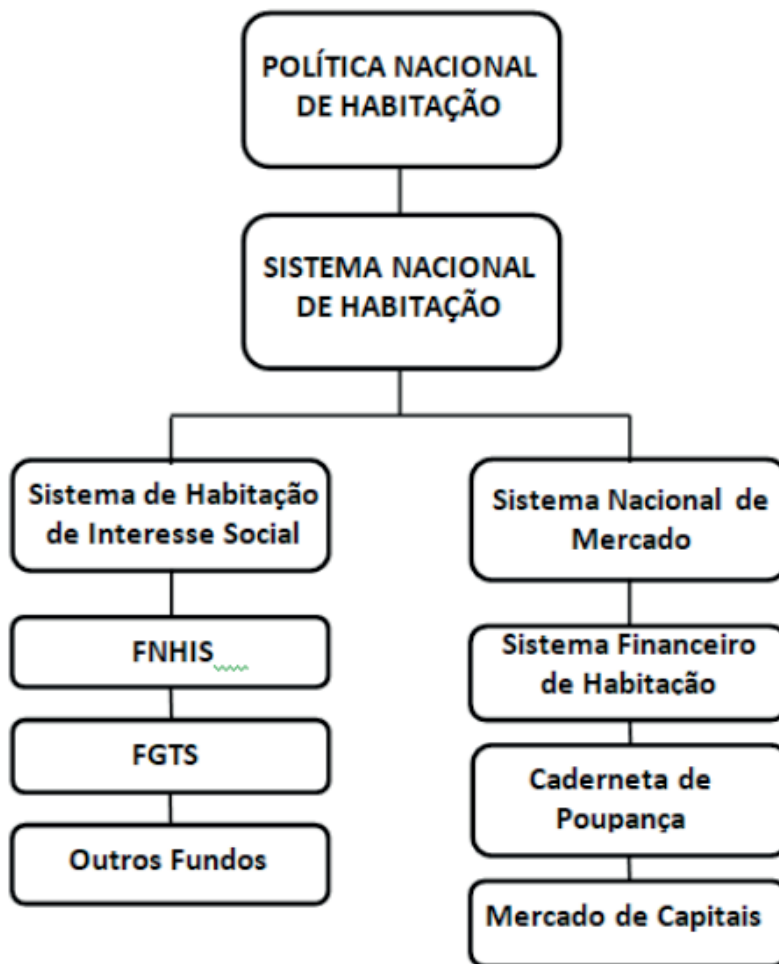 POLÍTICA NACIONAL
DE HABITAÇÃO
SISTEMA NACIONAL
DE HABITAÇÃO
Sistema de Habitação
de Interesse Social
FNHIS
FGTS
Outros Fundos
Sistema Nacional de
Mercado
Sistema Financeiro
de Habitação
Caderneta de
Poupança
Mercado de Capitais